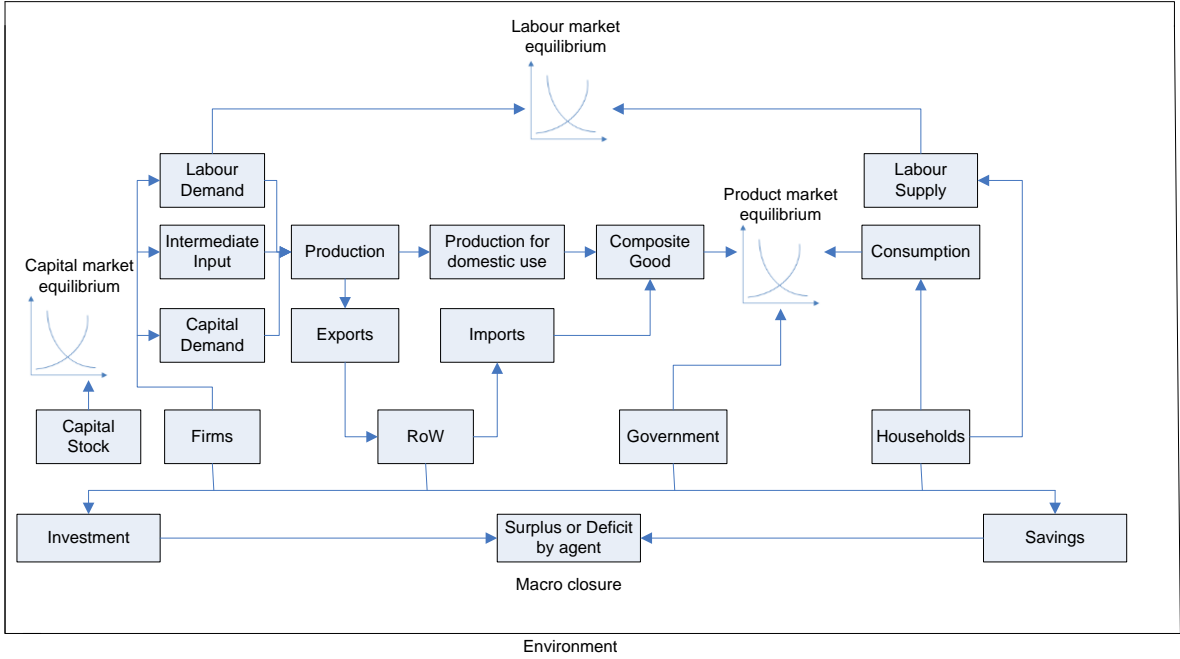 Labour market
equilibrium
Labour
Demand
Labour
Supply
Product market
equilibrium
Intermediate
Input
Production
Production for
domestic use
Composite
Good
Consumption
Capital market
equilibrium
Capital
Demand
Exports
Imports
Capital
Stock
Firms
RoW
Government
Households
Investment
Surplus or Deficit
by agent
Savings
Macro closure
Environment